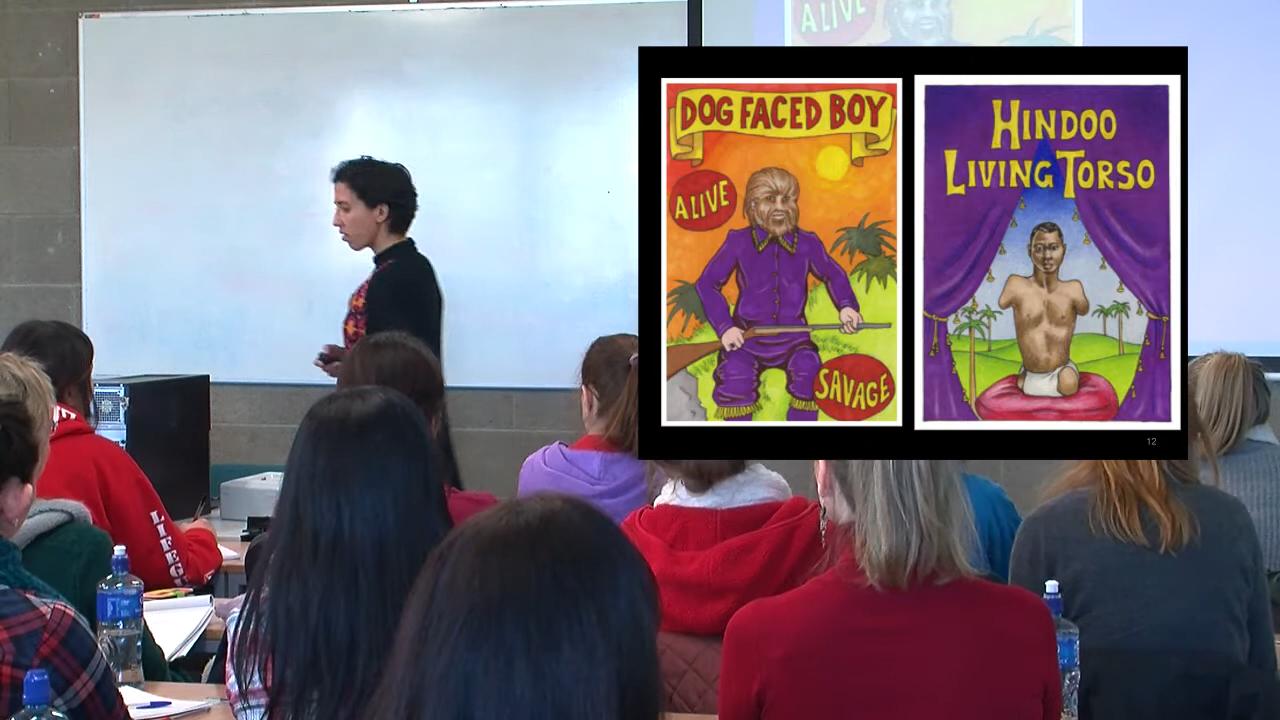 ALIVE
DOG FACED BOY
ALIVE
SAVAGE
HINDOO
LIVING TORSO
12